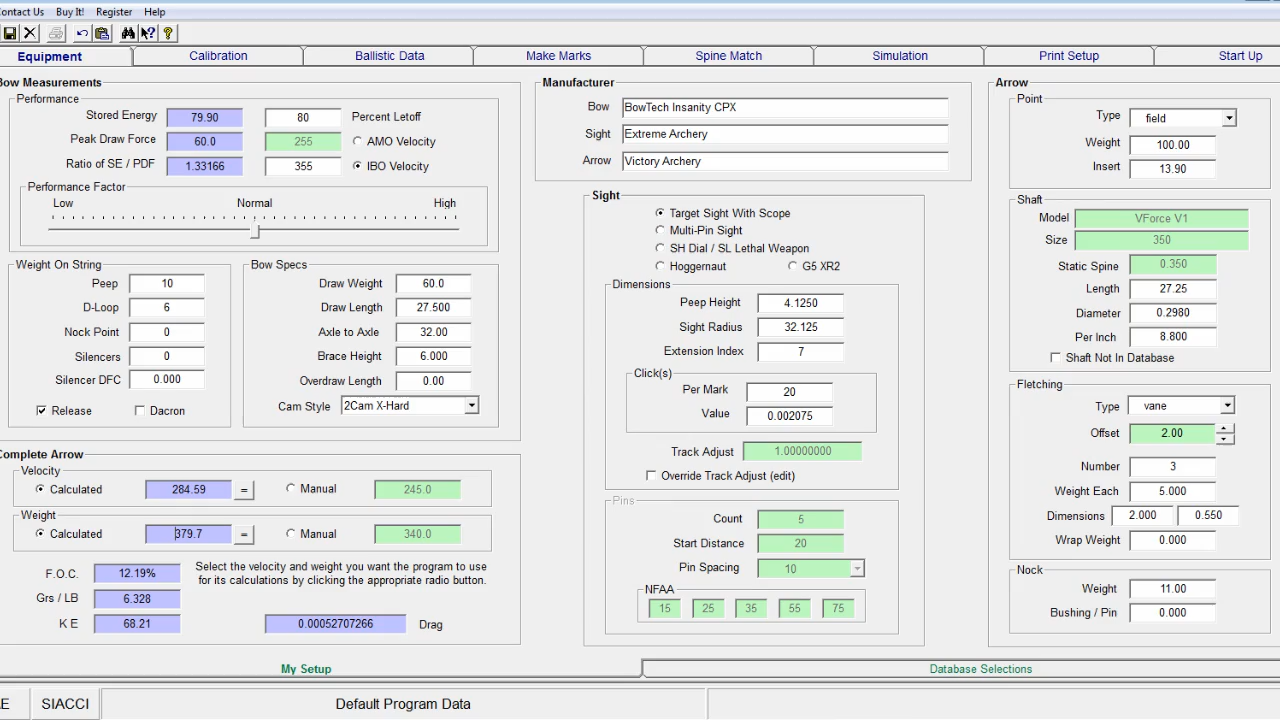 ontact Us Buy It! Register Help
Equipment Calibration Ballistic Data Make Marks Spine Match Simulation Print Setup Start Up
Bow Measurements
Performance
Stored Energy 79.90 80 Percent Letoff
Peak Draw Force 60.0 255 AMO Velocity
Ratio of SE / PDF 1.33166 355 IBO Velocity
Performance Factor
Low Normal High
Weight On String
Peep 10
D-Loop 6
Nock Point 0
Silencers 0
Silencer DFC 0.000
Release Dacron
Bow Specs
Draw Weight 60.0
Draw Length 27.500
Axle to Axle 32.00
Brace Height 6.000
Overdraw Length 0.00
Cam Style 2Cam X-Hard
Complete Arrow
Velocity
Calculated 284.59 = Manual 245.0
Weight
Calculated 379.7 = Manual 340.0
F.O.C. 12.19%
Grs / LB 6.328
K E 68.21
Select the velocity and weight you want the program to use
for its calculations by clicking the appropriate radio button.
0.00052707266 Drag
Manufacturer
Bow BowTech Insanity CPX
Sight Extreme Archery
Arrow Victory Archery
Sight
Target Sight With Scope
Multi-Pin Sight
SH Dial / SL Lethal Weapon
Hoggernaut G5 XR2
Dimensions
Peep Height 4.1250
Sight Radius 32.125
Extension Index 7
Click(s)
Per Mark 20
Value 0.002075
Track Adjust 1.00000000
Override Track Adjust (edit)
Pins
Count 5
Start Distance 20
Pin Spacing 10
NFAA
15 25 35 55 75
Arrow
Point
Type field
Weight 100.00
Insert 13.90
Shaft
Model VForce V1
Size 350
Static Spine 0.350
Length 27.25
Diameter 0.2980
Per Inch 8.800
Shaft Not In Database
Fletching
Type vane
Offset 2.00
Number 3
Weight Each 5.000
Dimensions 2.000 0.550
Wrap Weight 0.000
Nock
Weight 11.00
Bushing / Pin 0.000
My Setup Database Selections
E SIACCI Default Program Data